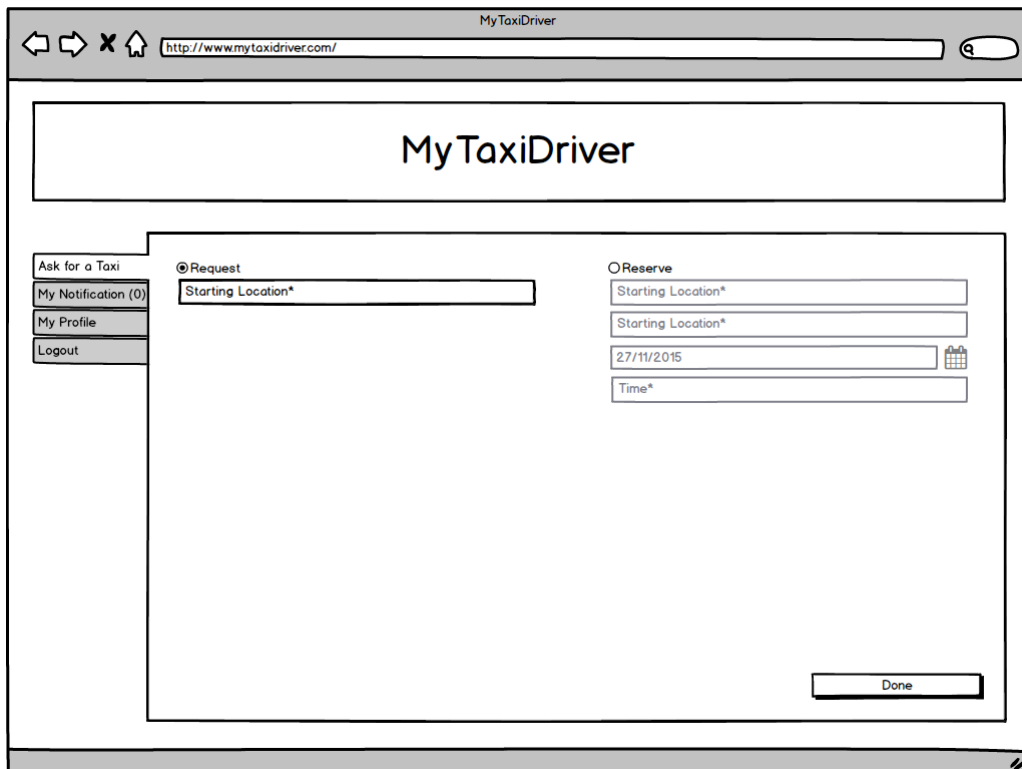 MyTaxiDriver
http://www.mytaxidriver.com/
MyTaxiDriver
Ask for a Taxi
My Notification (0)
My Profile
Logout
Request
Starting Location*
Reserve
Starting Location*
Starting Location*
27/11/2015
Time*
Done